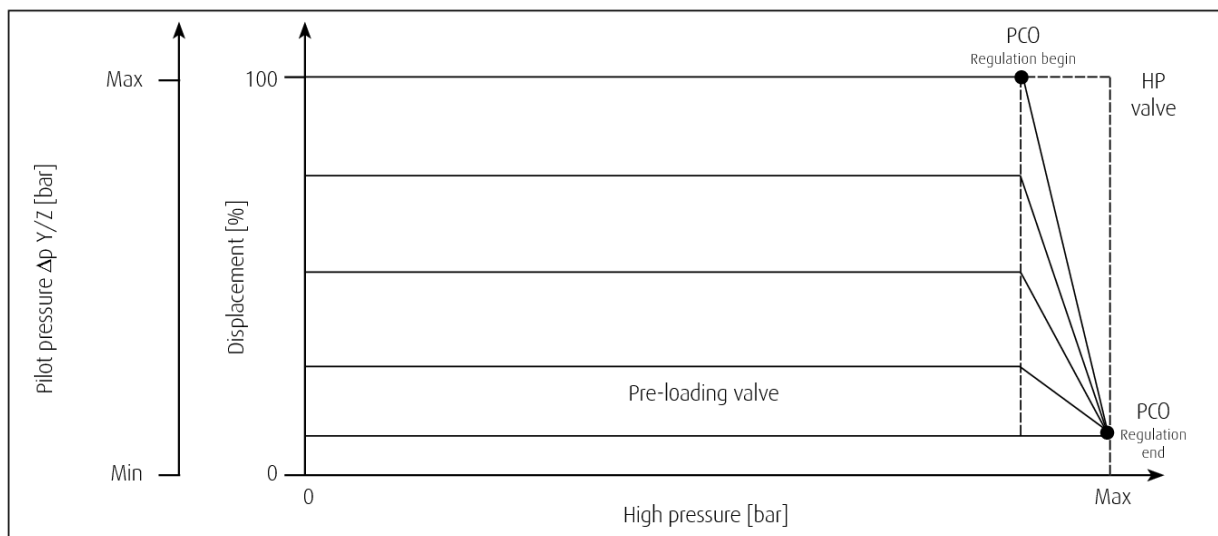 PCO
Regulation begin
Max
100
HP
valve
Pilot pressure Δp Y/Z [bar]
Displacement [%]
Pre-loading valve
PCO
Regulation
end
Min
0
0
Max
High pressure [bar]